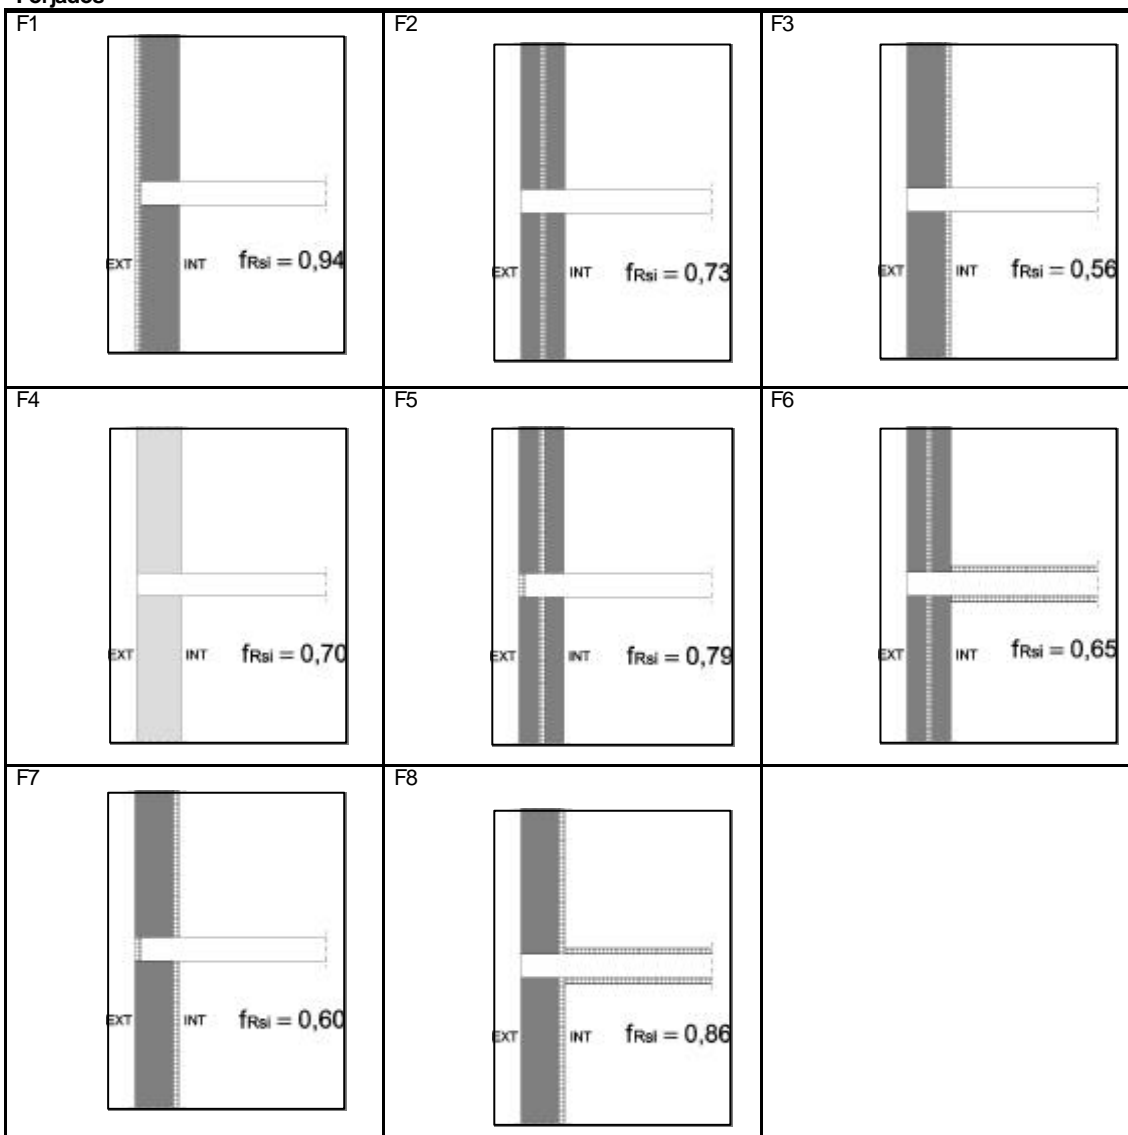 Forjados
F1
EXT INT fRsi = 0,94
F2
EXT INT fRsi = 0,73
F3
EXT INT fRsi = 0,56
F4
EXT INT fRsi = 0,70
F5
EXT INT fRsi = 0,79
F6
EXT INT fRsi = 0,65
F7
EXT INT fRsi = 0,60
F8
EXT INT fRsi = 0,86